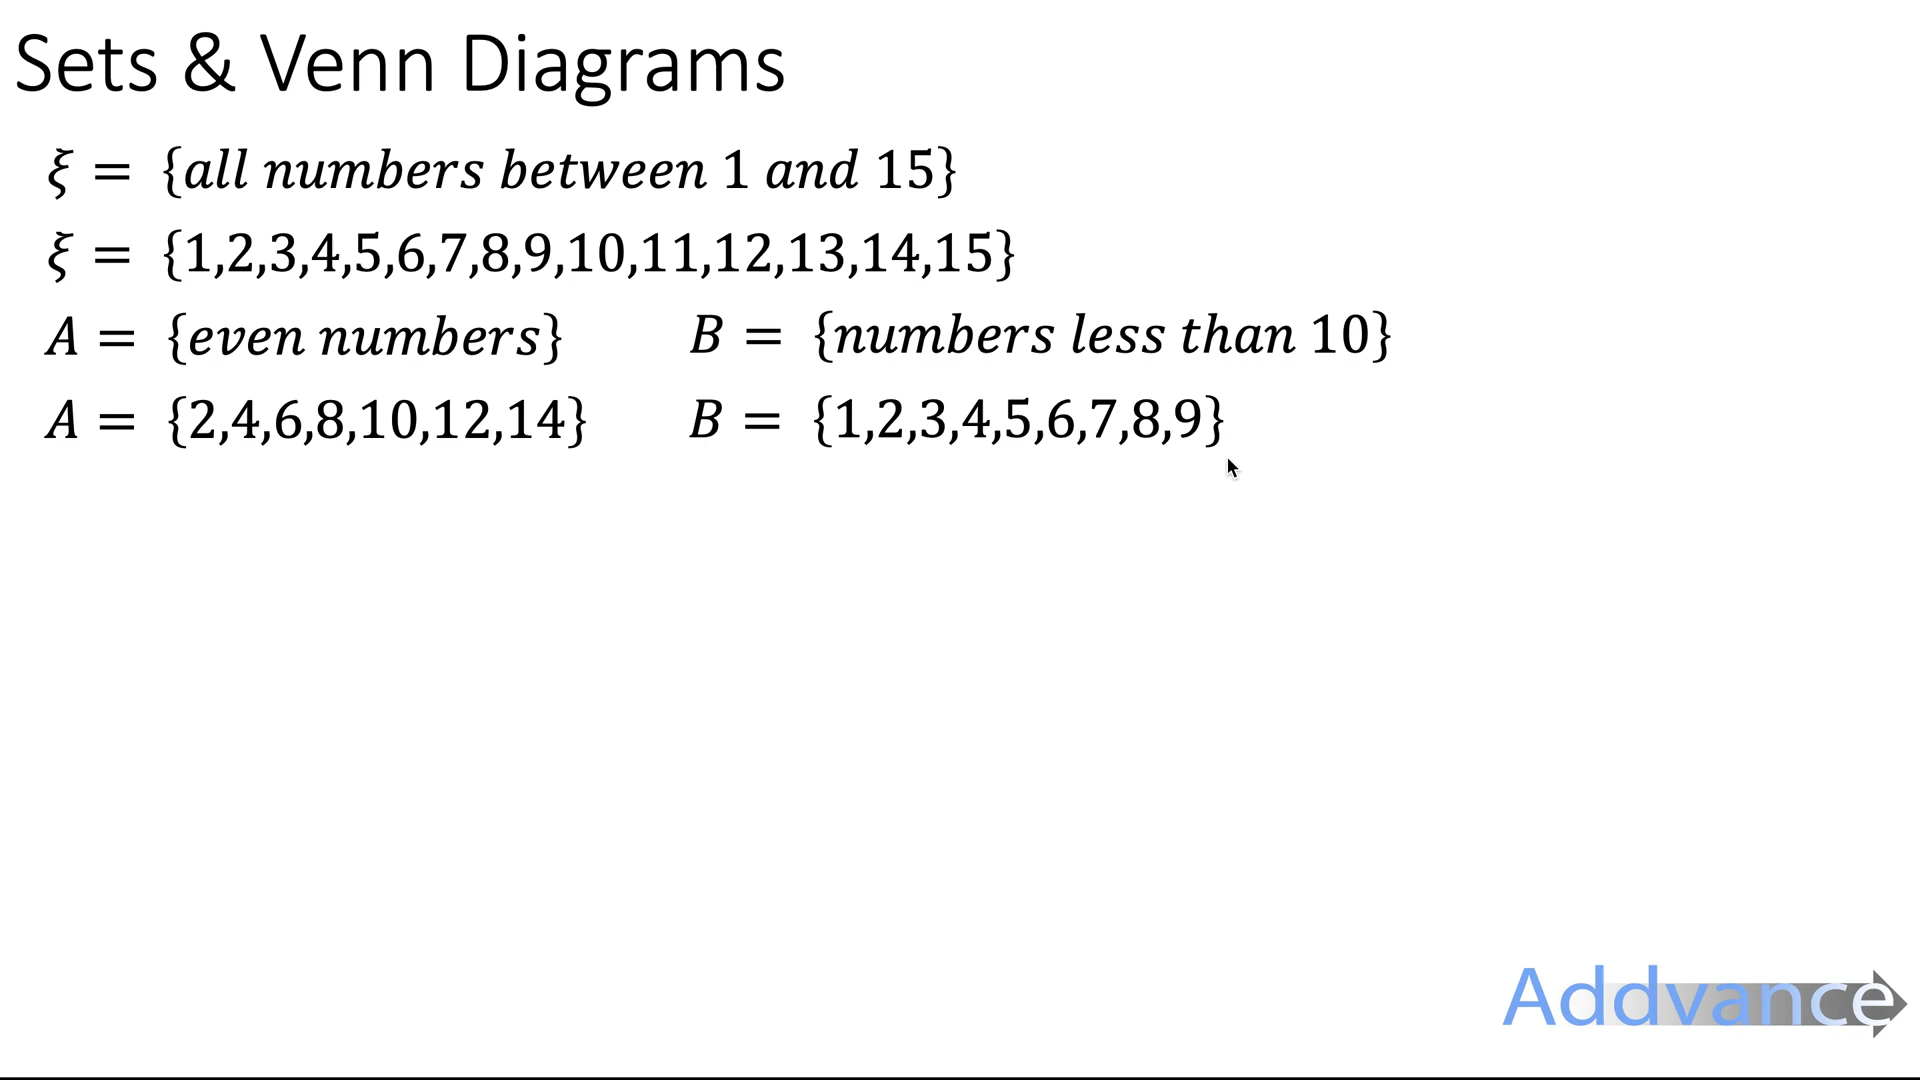 Sets & Venn Diagrams
ξ = {all numbers between 1 and 15}
ξ = {1,2,3,4,5,6,7,8,9,10,11,12,13,14,15}
A = {even numbers} B = {numbers less than 10}
A = {2,4,6,8,10,12,14} B = {1,2,3,4,5,6,7,8,9}
Addvance